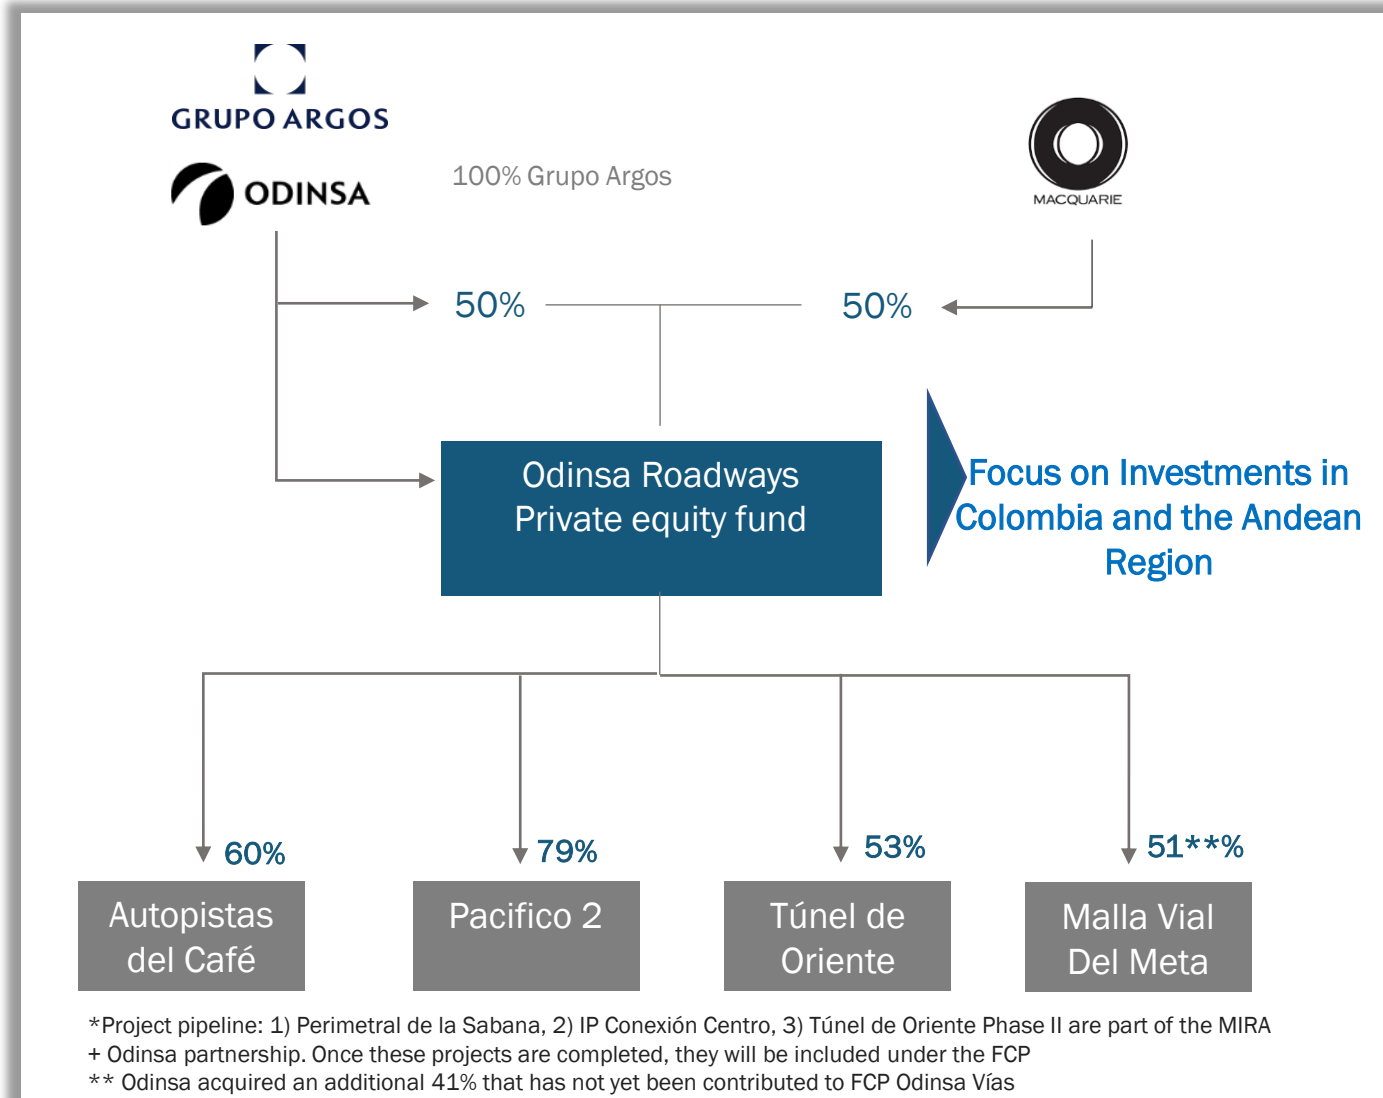 GRUPO ARGOS
ODINSA
100% Grupo Argos
MACQUARIE
50%
50%
Odinsa Roadways
Private equity fund
Focus on Investments in
Colombia and the Andean
Region
60%
79%
53%
51**%
Autopistas
del Café
Pacifico 2
Túnel de
Oriente
Malla Vial
Del Meta
*Project pipeline: 1) Perimetral de la Sabana, 2) IP Conexión Centro, 3) Túnel de Oriente Phase II are part of the MIRA
+ Odinsa partnership. Once these projects are completed, they will be included under the FCP
** Odinsa acquired an additional 41% that has not yet been contributed to FCP Odinsa Vías